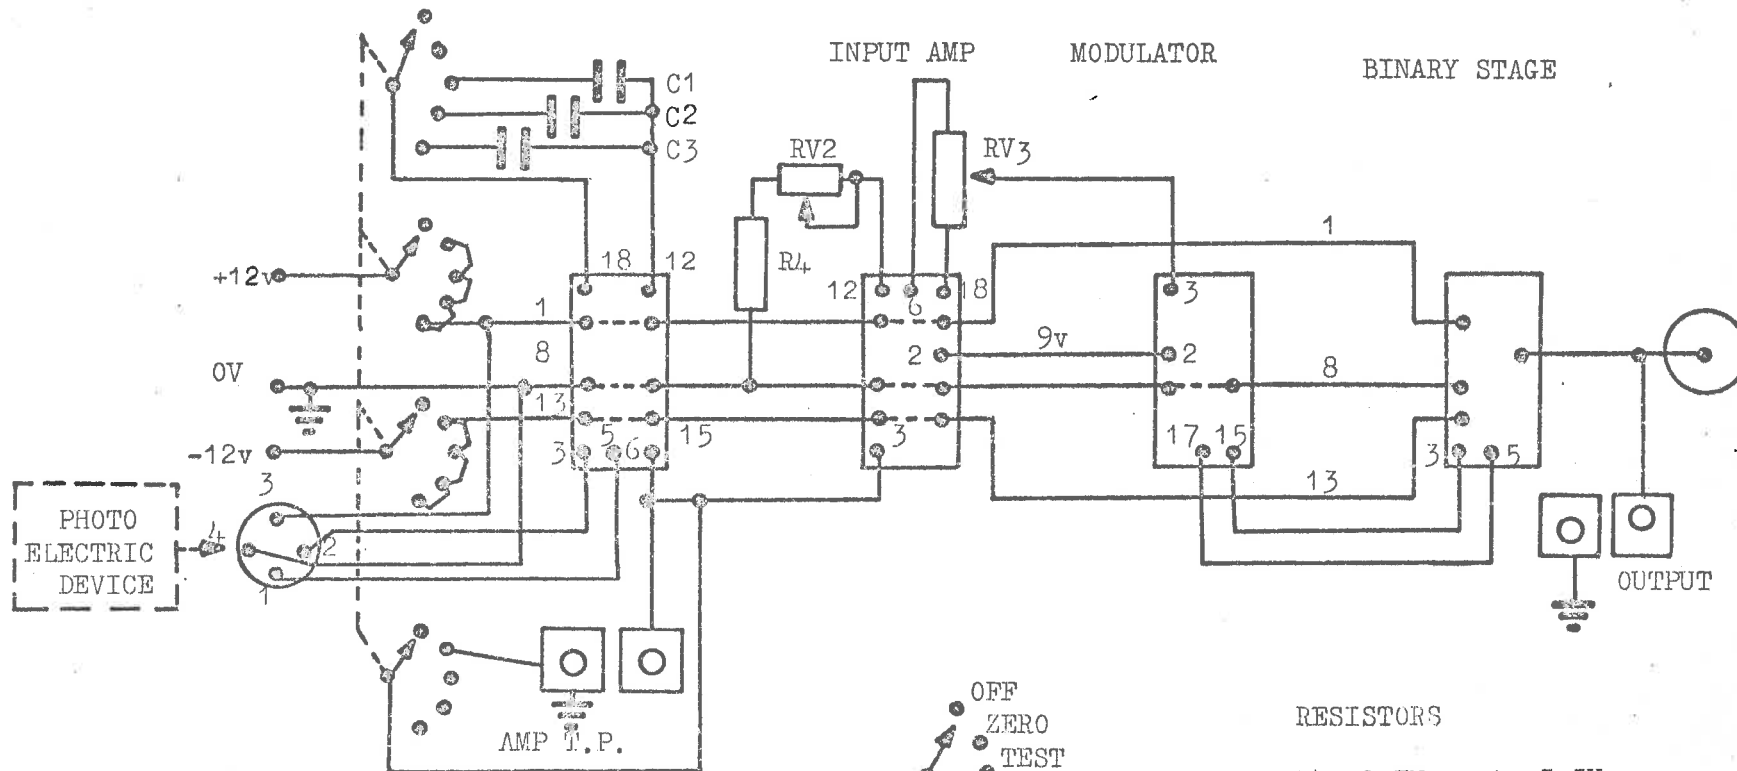 INPUT AMP
MODULATOR
BINARY STAGE
C1
C2
C3
RV2
RV3
R4
1
+12v
18
12
12
6
18
3
1
8
2
9v
2
0V
8
13
-12v
3
5
6
15
3
17
15
3
5
13
3
PHOTO
ELECTRIC
DEVICE
4
2
1
OUTPUT
AMP T.P.
OFF
ZERO
TEST
RESISTORS